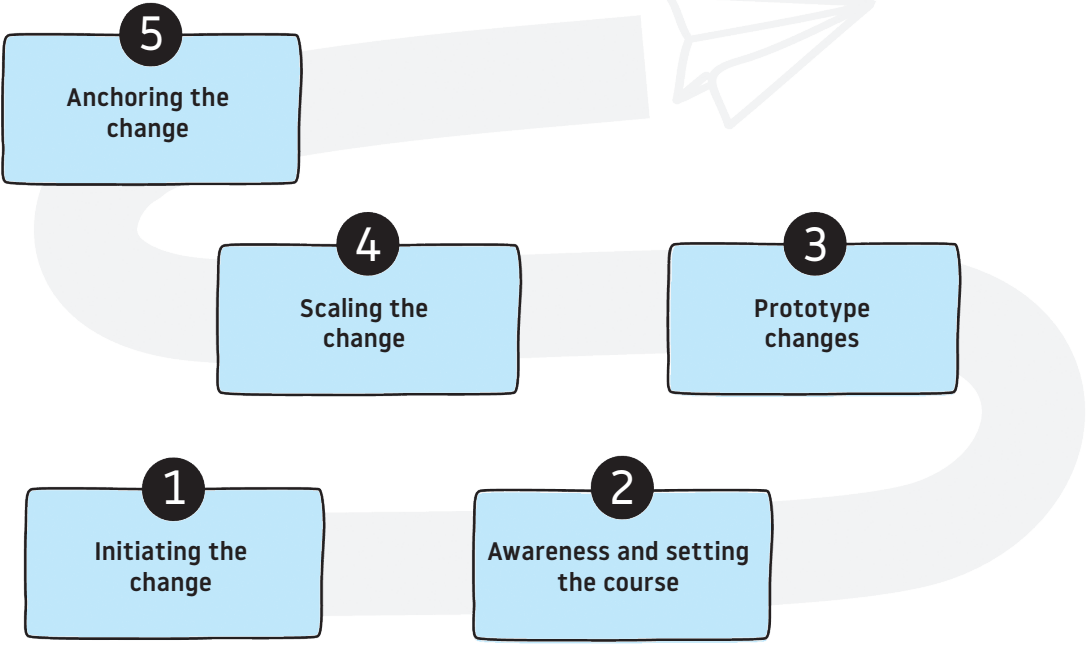 5
Anchoring the
change
4
Scaling the
change
3
Prototype
changes
1
Initiating the
change
2
Awareness and setting
the course